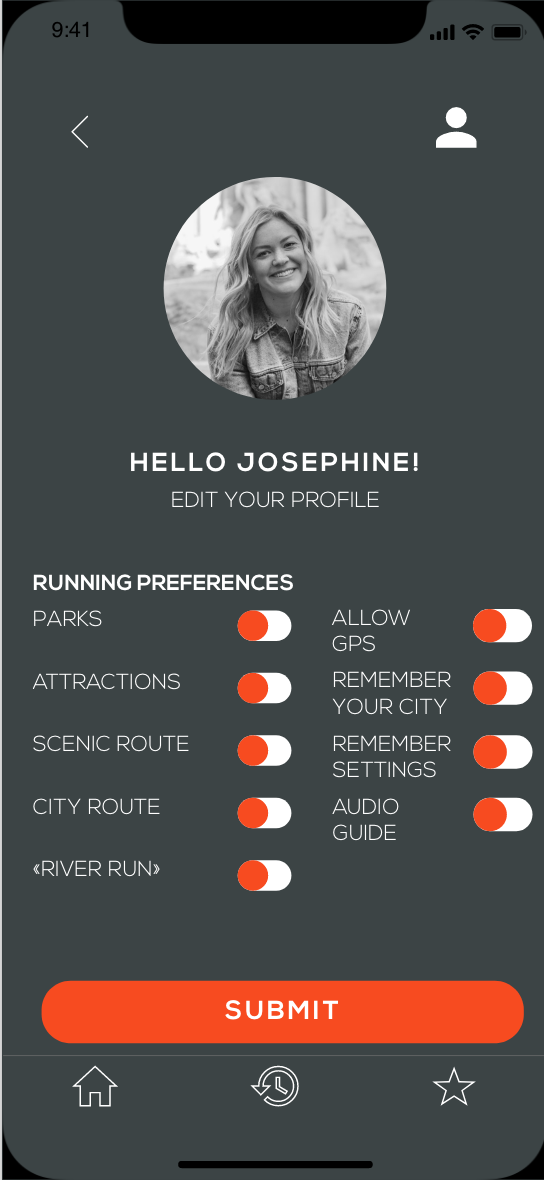 9:41
HELLO JOSEPHINE!
EDIT YOUR PROFILE
RUNNING PREFERENCES
PARKS
ATTRACTIONS
SCENIC ROUTE
CITY ROUTE
«RIVER RUN»
ALLOW
GPS
REMEMBER
YOUR CITY
REMEMBER
SETTINGS
AUDIO
GUIDE
SUBMIT